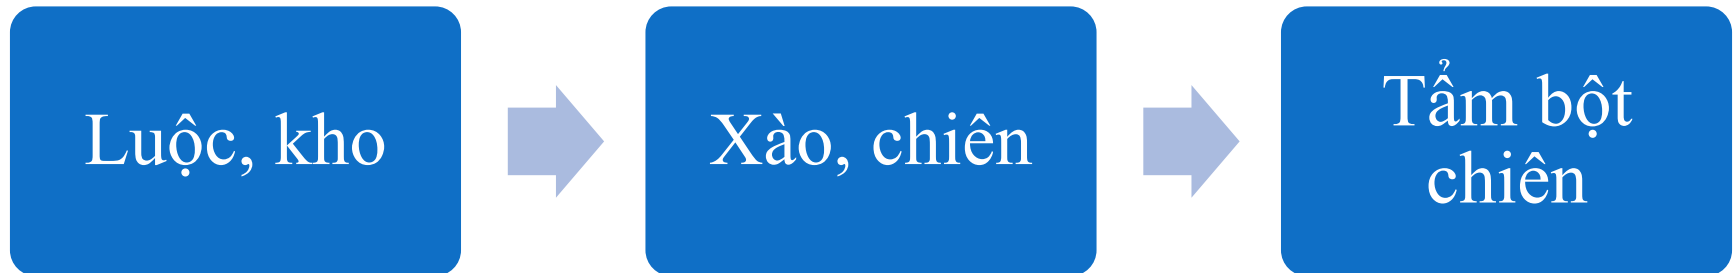 Luộc, kho
Xào, chiên
Tẩm bột
chiên